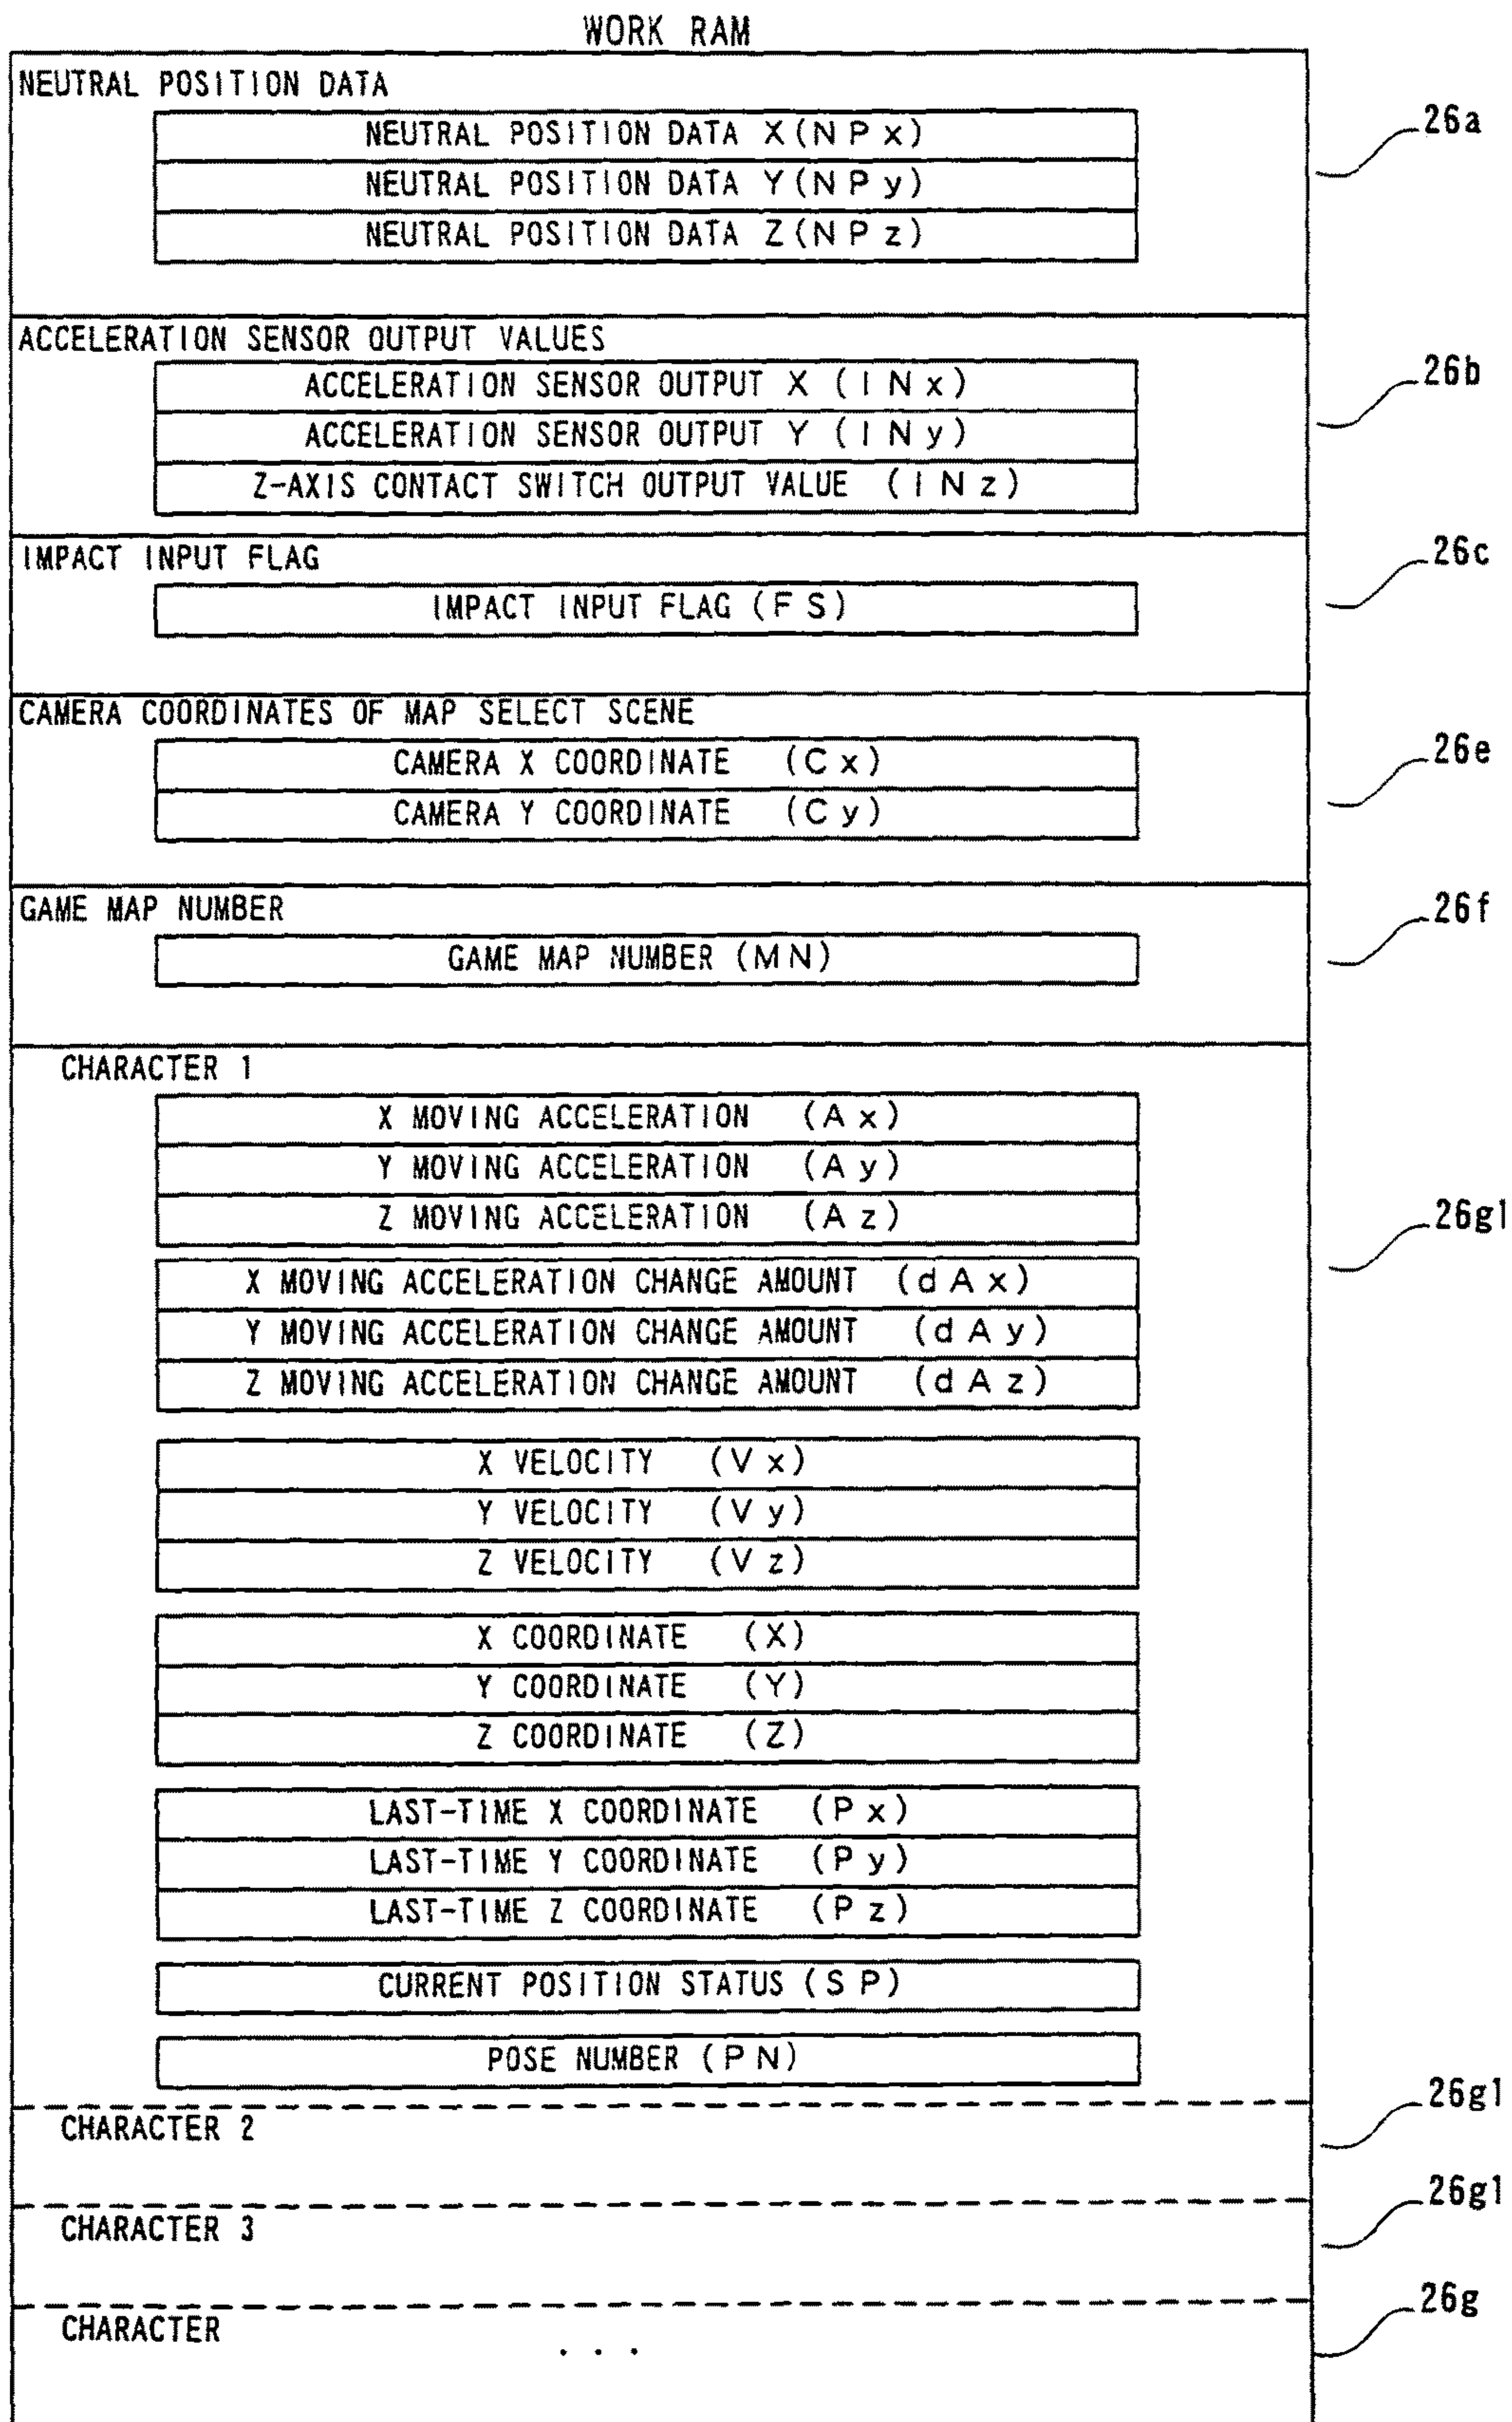 WORK RAM
NEUTRAL POSITION DATA
NEUTRAL POSITION DATA X(NPx)
26a
NEUTRAL POSITION DATA Y(NPy)
NEUTRAL POSITION DATA Z(NPz)
ACCELERATION SENSOR OUTPUT VALUES
ACCELERATION SENSOR OUTPUT X (INx)
26b
ACCELERATION SENSOR OUTPUT Y (INy)
Z-AXIS CONTACT SWITCH OUTPUT VALUE (INz)
IMPACT INPUT FLAG
26c
IMPACT INPUT FLAG (FS)
CAMERA COORDINATES OF MAP SELECT SCENE
26e
CAMERA X COORDINATE (Cx)
CAMERA Y COORDINATE (Cy)
GAME MAP NUMBER
26f
GAME MAP NUMBER (MN)
CHARACTER 1
X MOVING ACCELERATION (Ax)
Y MOVING ACCELERATION (Ay)
Z MOVING ACCELERATION (Az)
26g1
X MOVING ACCELERATION CHANGE AMOUNT (dAx)
Y MOVING ACCELERATION CHANGE AMOUNT (dAy)
Z MOVING ACCELERATION CHANGE AMOUNT (dAz)
X VELOCITY (Vx)
Y VELOCITY (Vy)
Z VELOCITY (Vz)
X COORDINATE (X)
Y COORDINATE (Y)
Z COORDINATE (Z)
LAST-TIME X COORDINATE (Px)
LAST-TIME Y COORDINATE (Py)
LAST-TIME Z COORDINATE (Pz)
CURRENT POSITION STATUS (SP)
POSE NUMBER (PN)
26g1
CHARACTER 2
26g1
CHARACTER 3
26g
CHARACTER
. . .